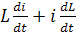 L di/dt + i dL/dt